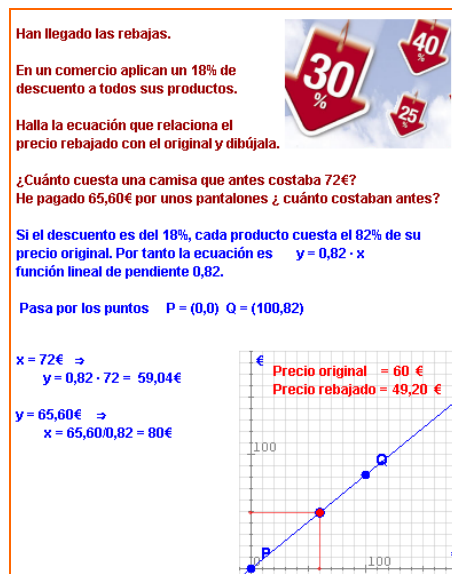 Han llegado las rebajas.
30
%
40
%
25
%
En un comercio aplican un 18% de
descuento a todos sus productos.
Halla la ecuación que relaciona el
precio rebajado con el original y dibújala.
¿Cuánto cuesta una camisa que antes costaba 72€?
He pagado 65,60€ por unos pantalones ¿ cuánto costaban antes?
Si el descuento es del 18%, cada producto cuesta el 82% de su
precio original. Por tanto la ecuación es y = 0,82 · x
función lineal de pendiente 0,82.
Pasa por los puntos P = (0,0) Q = (100,82)
x = 72€ ⇒
y = 0,82 · 72 = 59,04€
y = 65,60€ ⇒
x = 65,60/0,82 = 80€
€
Precio original = 60 €
Precio rebajado = 49,20 €
100
Q
P
0
100